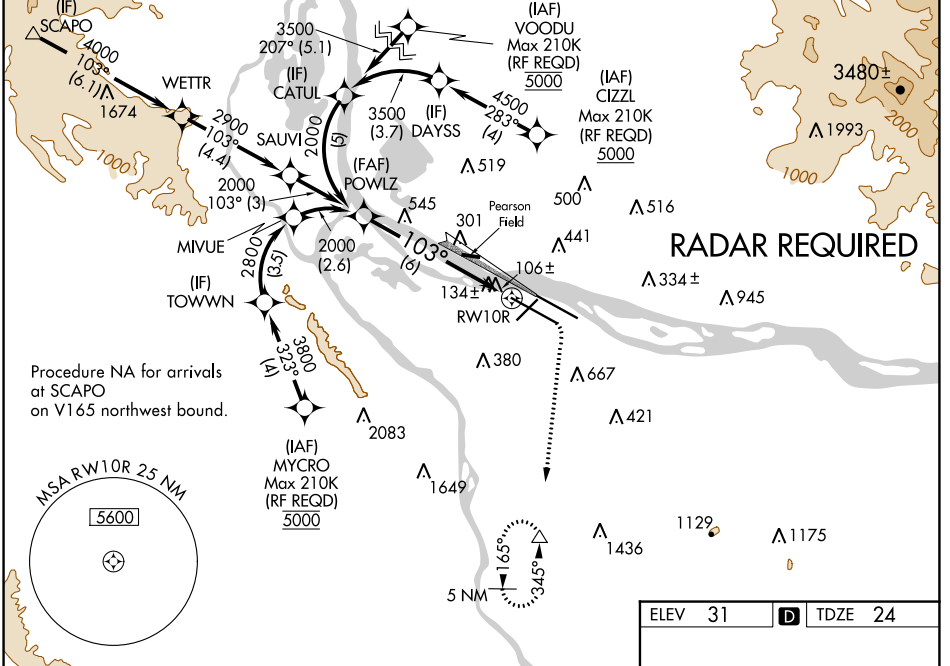 (IF)
SCAPO
4000
103°
(6.1)
1674
WETTR
2900
103°
(4.4)
SAUVI
2000
103° (3)
3500
207° (5.1)
(IF)
CATUL
2000
(5)
3500
(3.7)
(IF)
DAYSS
4500
283°
(4)
(IAF)
VOODU
Max 210K
(RF REQD)
5000
(IAF)
CIZZL
Max 210K
(RF REQD)
5000
3480±
1993
2000
1000
1000
(FAF)
POWLZ
519
500
516
545
301
Pearson
Field
441
RADAR REQUIRED
103°
(6)
106±
134±
RW10R
334±
945
MIVUE
2000
(2.6)
2800
(3.5)
(IF)
TOWWN
3800
323°
(4)
380
667
421
2083
1649
1436
1129
1175
Procedure NA for arrivals
at SCAPO
on V165 northwest bound.
(IAF)
MYCRO
Max 210K
(RF REQD)
5000
MSA RW10R 25 NM
5600
165°
345°
5 NM
ELEV 31 D TDZE 24